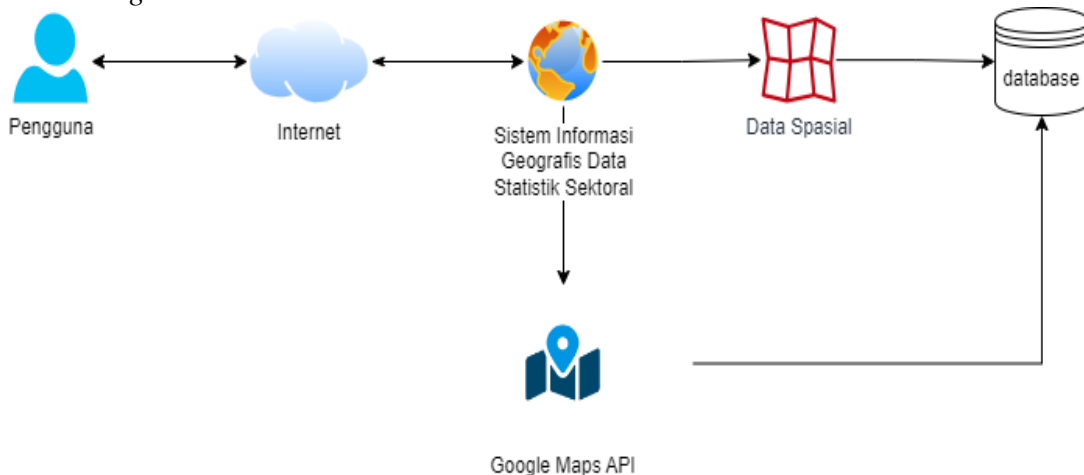 Pengguna
Internet
Sistem Informasi
Geografis Data
Statistik Sektoral
Data Spasial
database
Google Maps API